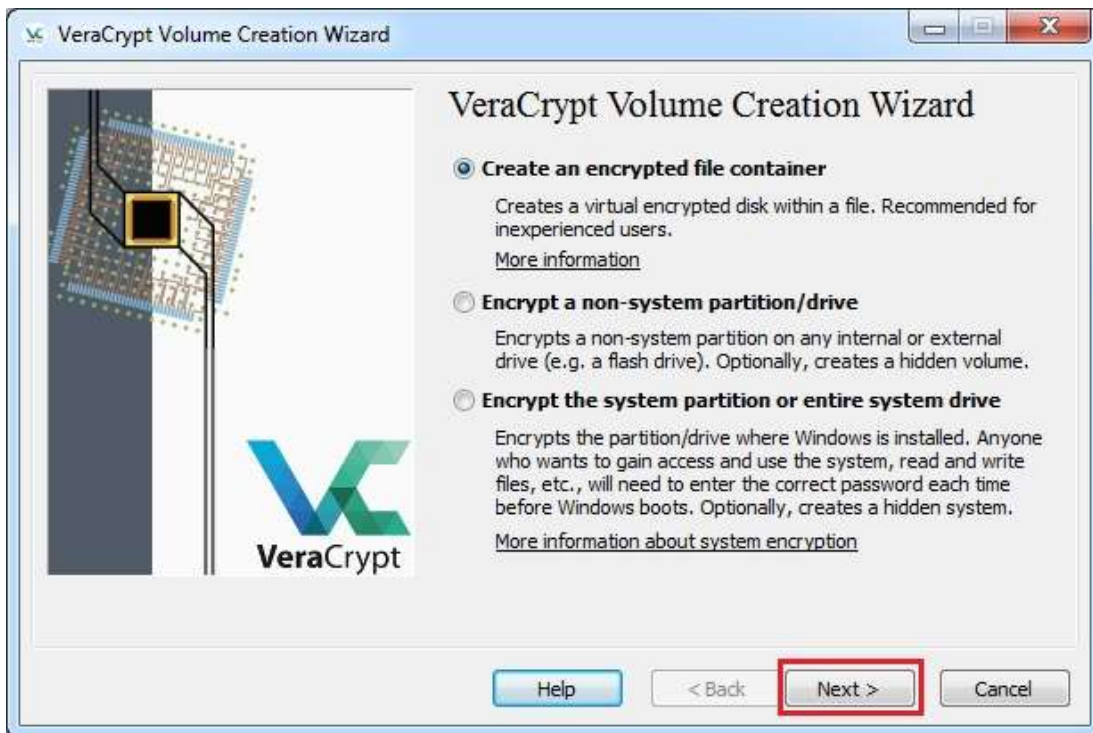 VeraCrypt Volume Creation Wizard
VeraCrypt Volume Creation Wizard
Create an encrypted file container
Creates a virtual encrypted disk within a file. Recommended for
inexperienced users.
More information
Encrypt a non-system partition/drive
Encrypts a non-system partition on any internal or external
drive (e.g. a flash drive). Optionally, creates a hidden volume.
Encrypt the system partition or entire system drive
Encrypts the partition/drive where Windows is installed. Anyone
who wants to gain access and use the system, read and write
files, etc., will need to enter the correct password each time
before Windows boots. Optionally, creates a hidden system.
More information about system encryption
VeraCrypt
Help
< Back
Next >
Cancel